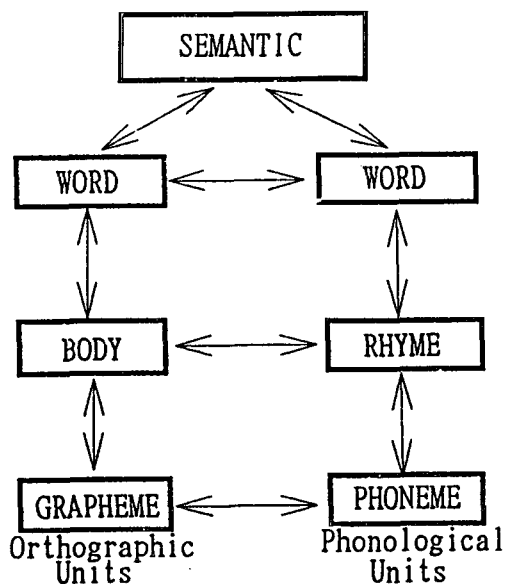 SEMANTIC
WORD
WORD
BODY
RHYME
GRAPHEME
PHONEME
Orthographic
Units
Phonological
Units